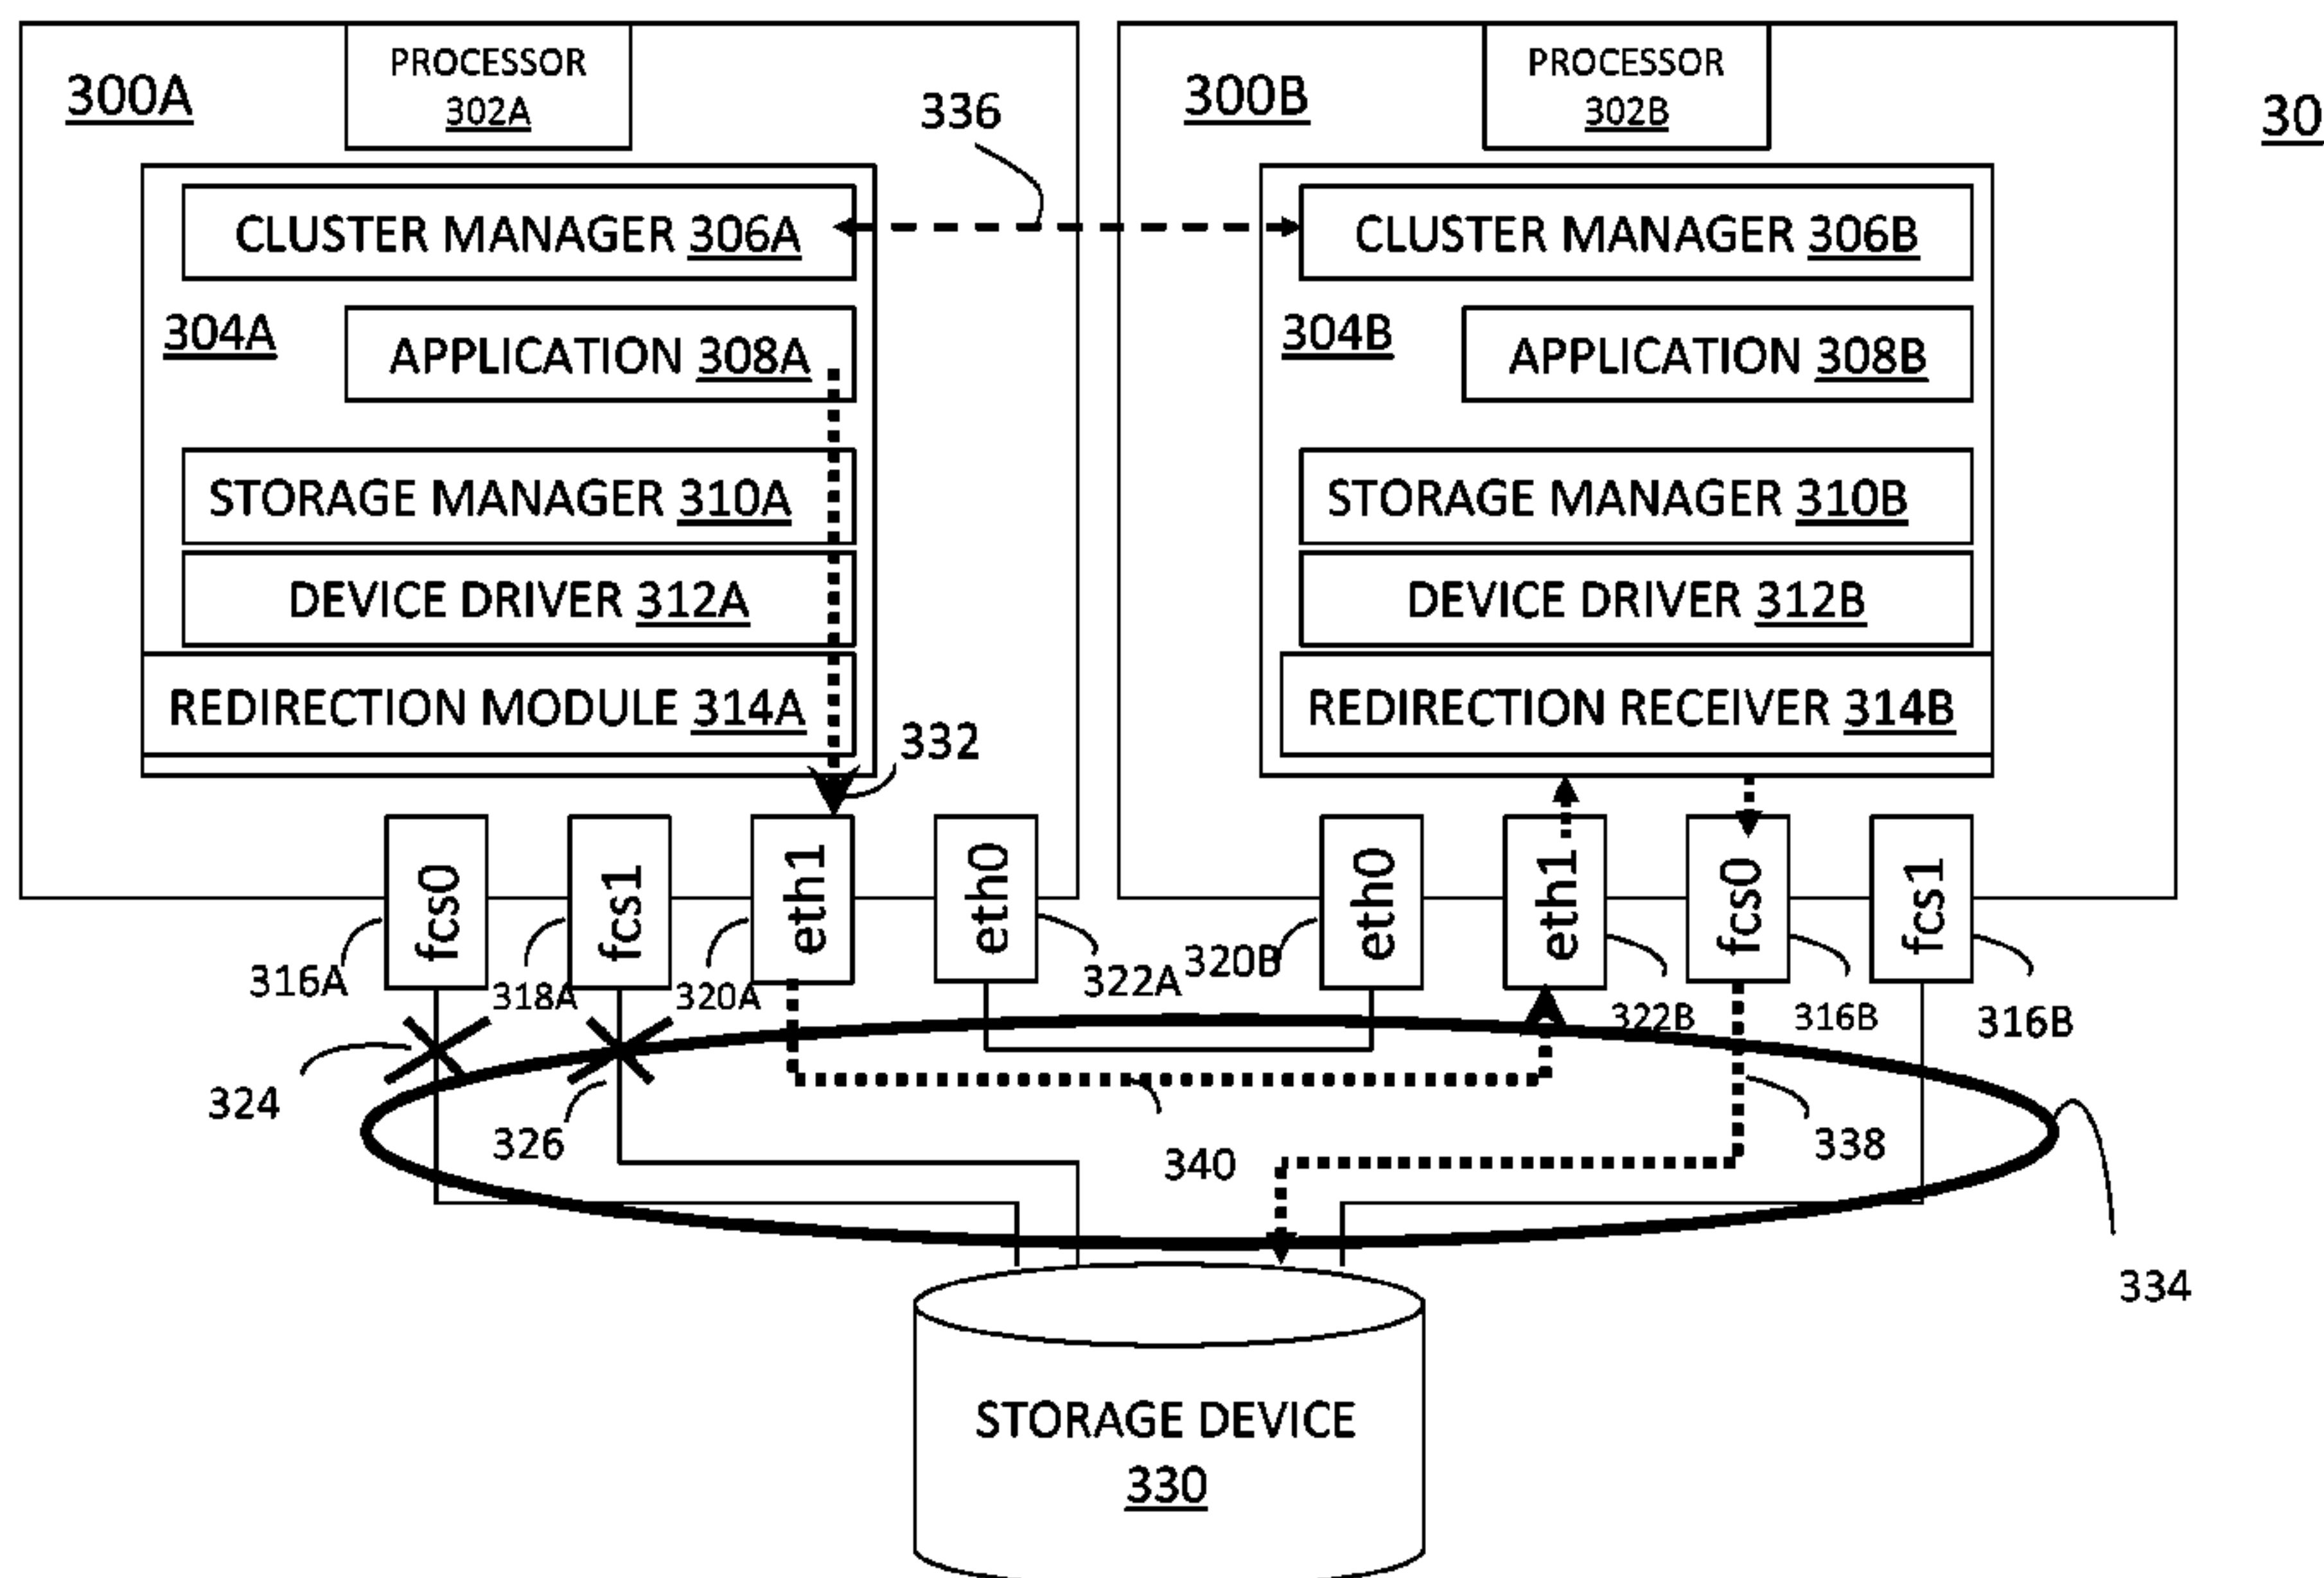 300A
PROCESSOR
302A
336
300B
PROCESSOR
302B
30
CLUSTER MANAGER 306A
CLUSTER MANAGER 306B
304A
APPLICATION 308A
304B
APPLICATION 308B
STORAGE MANAGER 310A
STORAGE MANAGER 310B
DEVICE DRIVER 312A
DEVICE DRIVER 312B
REDIRECTION MODULE 314A
REDIRECTION RECEIVER 314B
332
fcs0
fcs1
eth1
eth0
eth0
eth1
fcs0
fcs1
316A
318A
320A
322A
320B
322B
316B
316B
324
326
340
338
334
STORAGE DEVICE
330